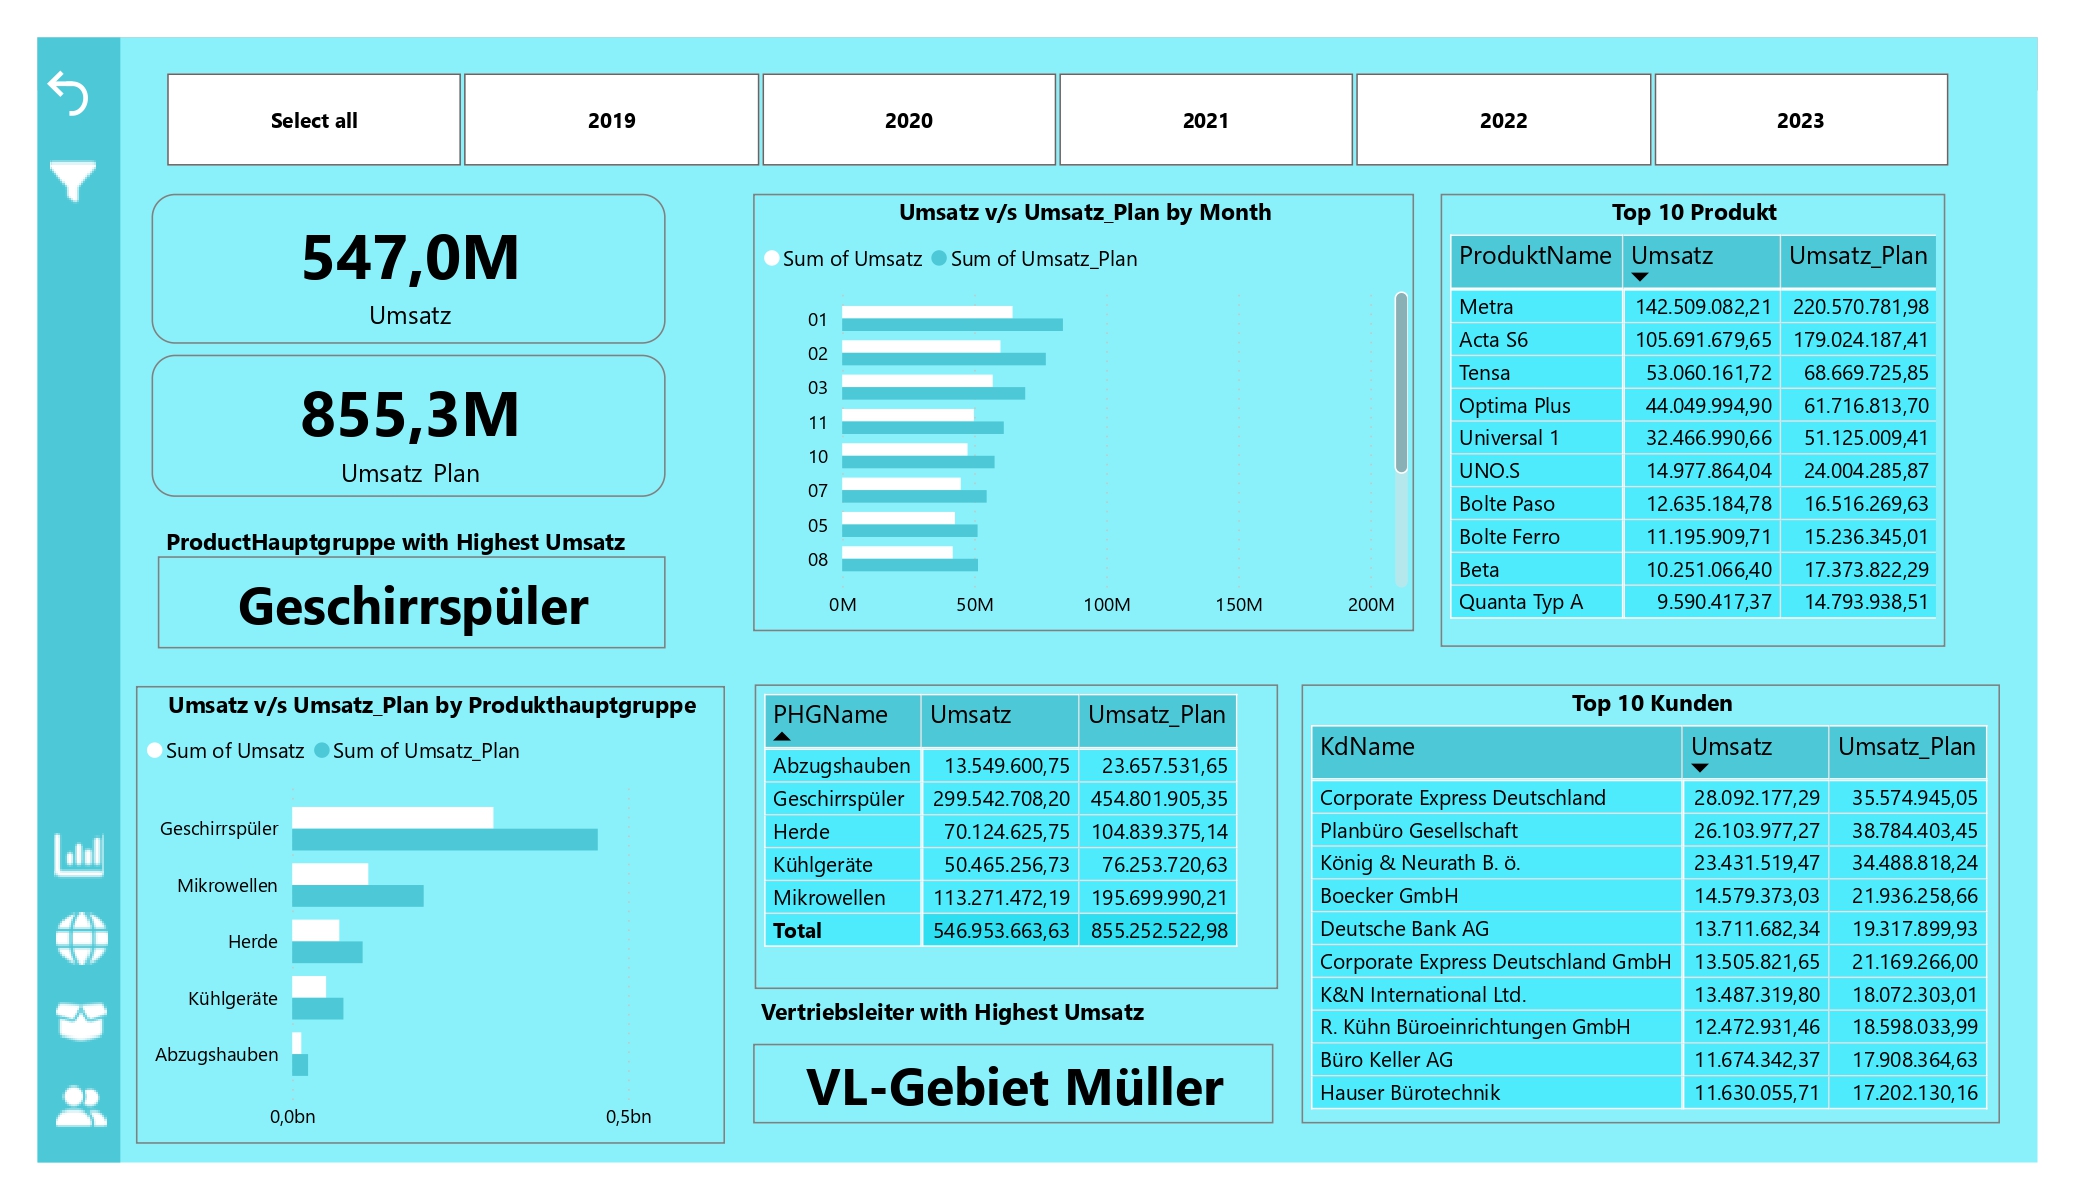 Select all
2019
2020
2021
2022
2023
547,0M
Umsatz
855,3M
Umsatz Plan
ProductHauptgruppe with Highest Umsatz
Geschirrspüler
Umsatz v/s Umsatz_Plan by Month
Sum of Umsatz Sum of Umsatz_Plan
01
02
03
11
10
07
05
08
0M 50M 100M 150M 200M
Top 10 Produkt
ProduktName Umsatz Umsatz_Plan
Metra 142.509.082,21 220.570.781,98
Acta S6 105.691.679,65 179.024.187,41
Tensa 53.060.161,72 68.669.725,85
Optima Plus 44.049.994,90 61.716.813,70
Universal 1 32.466.990,66 51.125.009,41
UNO.S 14.977.864,04 24.004.285,87
Bolte Paso 12.635.184,78 16.516.269,63
Bolte Ferro 11.195.909,71 15.236.345,01
Beta 10.251.066,40 17.373.822,29
Quanta Typ A 9.590.417,37 14.793.938,51
Umsatz v/s Umsatz_Plan by Produkthauptgruppe
Sum of Umsatz Sum of Umsatz_Plan
Geschirrspüler
Mikrowellen
Herde
Kühlgeräte
Abzugshauben
0,0bn 0,5bn
PHGName Umsatz Umsatz_Plan
Abzugshauben 13.549.600,75 23.657.531,65
Geschirrspüler 299.542.708,20 454.801.905,35
Herde 70.124.625,75 104.839.375,14
Kühlgeräte 50.465.256,73 76.253.720,63
Mikrowellen 113.271.472,19 195.699.990,21
Total 546.953.663,63 855.252.522,98
Vertriebsleiter with Highest Umsatz
VL-Gebiet Müller
Top 10 Kunden
KdName Umsatz Umsatz_Plan
Corporate Express Deutschland 28.092.177,29 35.574.945,05
Planbüro Gesellschaft 26.103.977,27 38.784.403,45
König & Neurath B. ö. 23.431.519,47 34.488.818,24
Boecker GmbH 14.579.373,03 21.936.258,66
Deutsche Bank AG 13.711.682,34 19.317.899,93
Corporate Express Deutschland GmbH 13.505.821,65 21.169.266,00
K&N International Ltd. 13.487.319,80 18.072.303,01
R. Kühn Büroeinrichtungen GmbH 12.472.931,46 18.598.033,99
Büro Keller AG 11.674.342,37 17.908.364,63
Hauser Bürotechnik 11.630.055,71 17.202.130,16